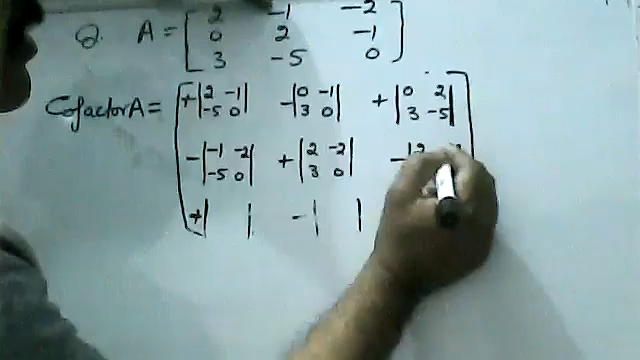 Q. A = [ 2 -1 -2
0 2 -1
3 -5 0 ]
Cofactor A = [ +|2 -1| -|0 -1| +|0 2|
|-5 0| |3 0| |3 -5|
-|-1 -2| +|2 -2| -|2
|-5 0| |3 0|
+| | -| |